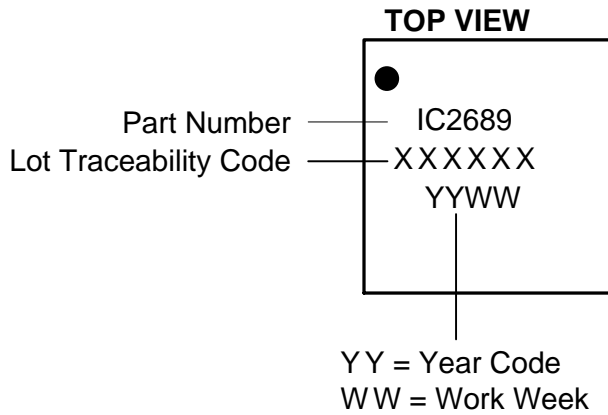 TOP VIEW
Part Number
IC2689
Lot Traceability Code
XXXXXX
YYWW
YY = Year Code
WW = Work Week